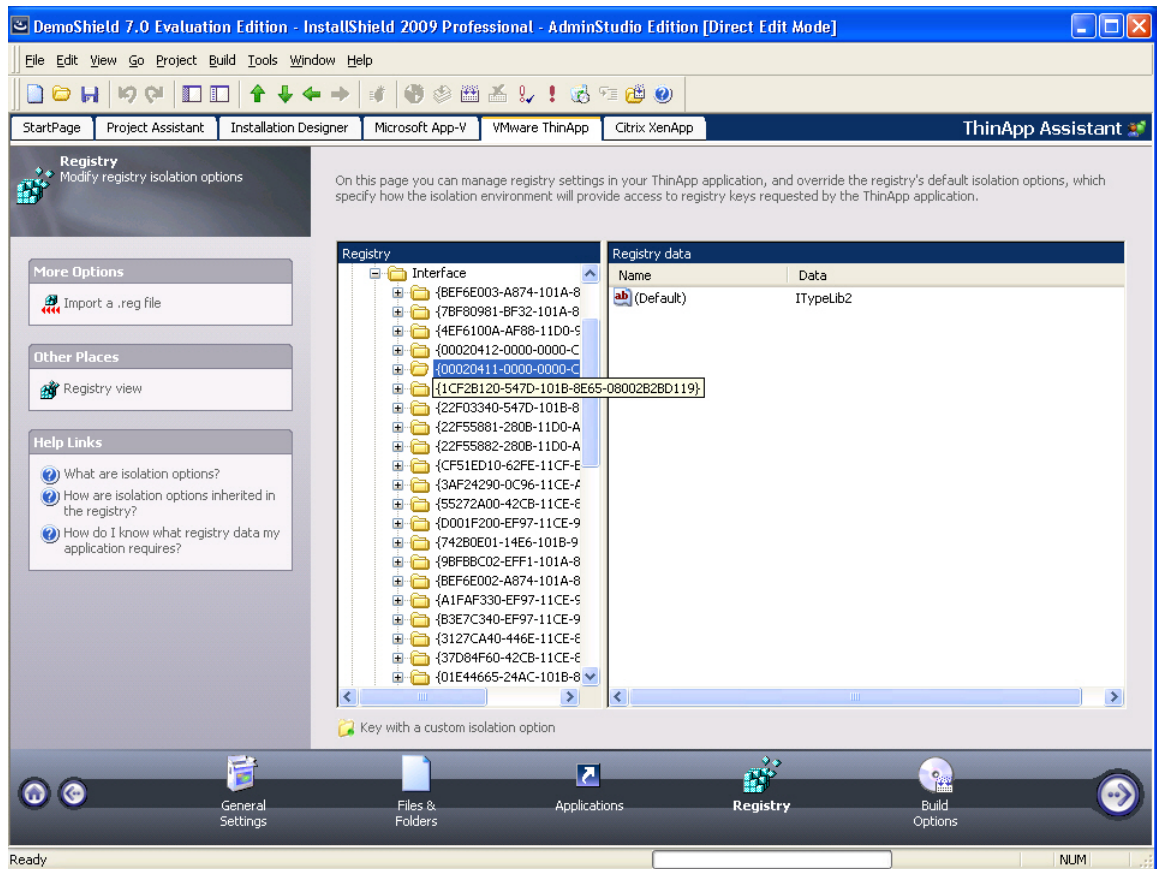 DemoShield 7.0 Evaluation Edition - InstallShield 2009 Professional - AdminStudio Edition [Direct Edit Mode]
File Edit View Go Project Build Tools Window Help
StartPage Project Assistant Installation Designer Microsoft App-V VMware ThinApp Citrix XenApp ThinApp Assistant
Registry
Modify registry isolation options
On this page you can manage registry settings in your ThinApp application, and override the registry's default isolation options, which
specify how the isolation environment will provide access to registry keys requested by the ThinApp application.
More Options
Import a .reg file
Other Places
Registry view
Help Links
What are isolation options?
How are isolation options inherited in
the registry?
How do I know what registry data my
application requires?
Registry
Interface
{BEF6E003-A874-101A-8
{7BF80981-BF32-101A-8
{4EF6100A-AF88-11D0-9
{00020412-0000-0000-C
{00020411-0000-0000-C
{1CF2B120-547D-101B-8E65-08002B2BD119}
{22F03340-547D-101B-8
{22F55881-280B-11D0-A
{22F55882-280B-11D0-A
{CF51ED10-62FE-11CF-E
{3AF24290-0C96-11CE-A
{55272A00-42CB-11CE-8
{D001F200-EF97-11CE-9
{742B0E01-14E6-101B-9
{9BFBBC02-EFF1-101A-8
{BEF6E002-A874-101A-8
{A1FAF330-EF97-11CE-9
{B3E7C340-EF97-11CE-9
{3127CA40-446E-11CE-8
{37D84F60-42CB-11CE-8
{01E44665-24AC-101B-8
Registry data
Name Data
(Default) ITypeLib2
Key with a custom isolation option
General
Settings
Files &
Folders
Applications
Registry
Build
Options
Ready
NUM